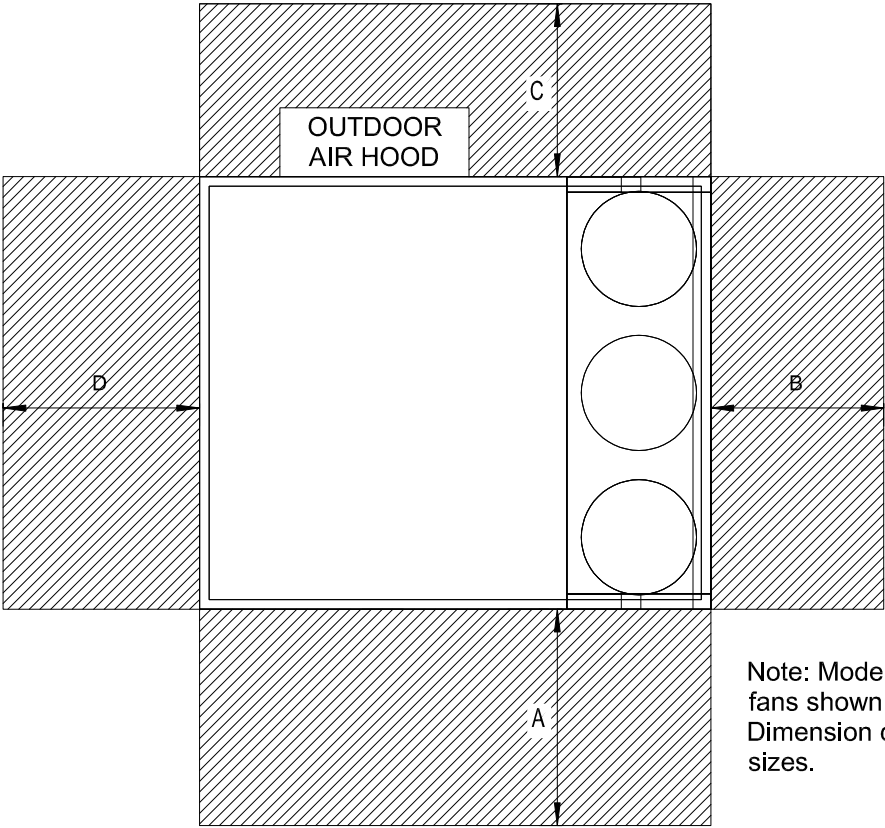 C
OUTDOOR
AIR HOOD
D
B
A
Note: Mode
fans shown
Dimension
sizes.